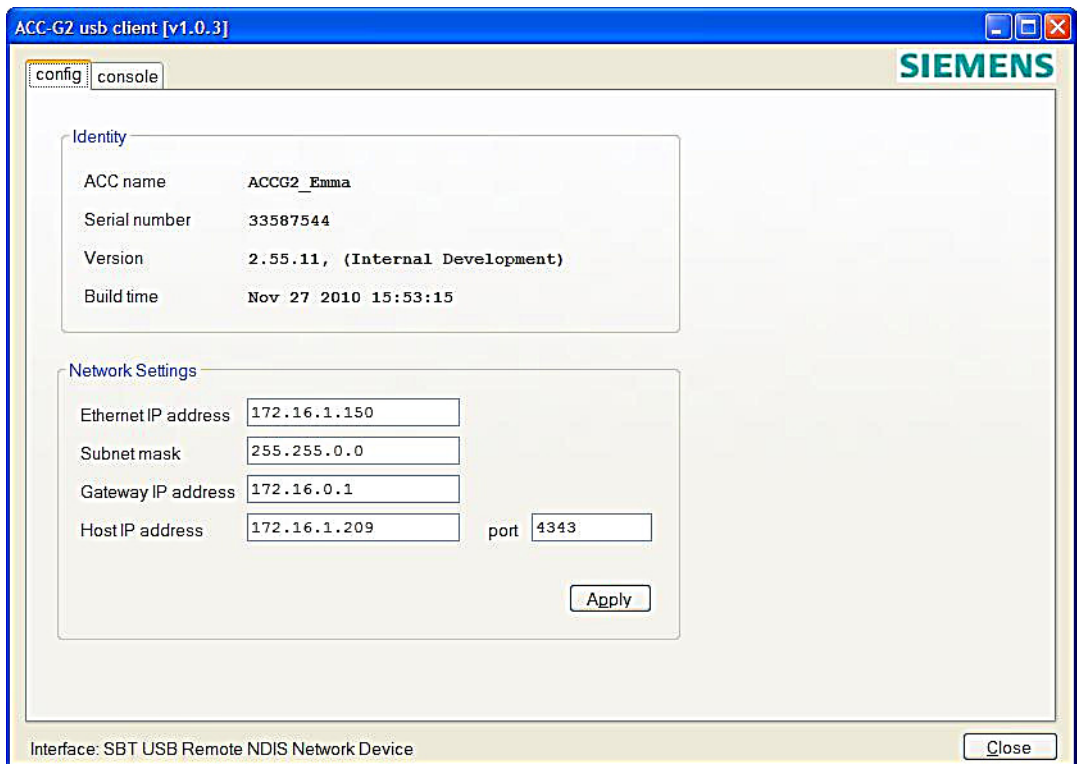 ACC-G2 usb client [v1.0.3]
SIEMENS
config console
Identity
ACC name ACCG2_Emma
Serial number 33587544
Version 2.55.11, (Internal Development)
Build time Nov 27 2010 15:53:15
Network Settings
Ethernet IP address 172.16.1.150
Subnet mask 255.255.0.0
Gateway IP address 172.16.0.1
Host IP address 172.16.1.209 port 4343
Apply
Interface: SBT USB Remote NDIS Network Device Close